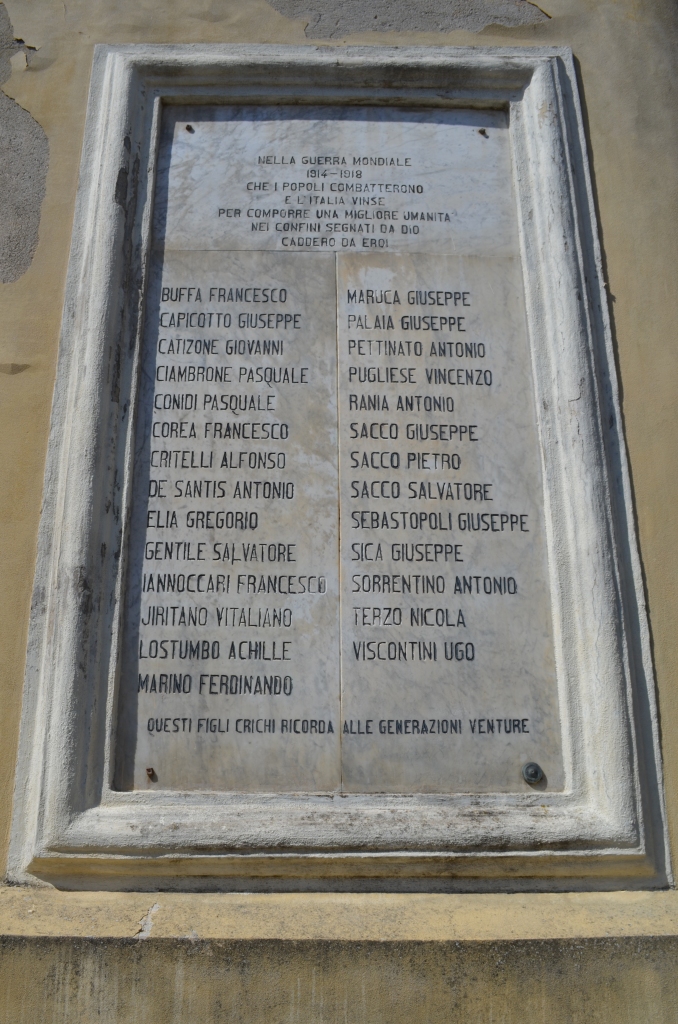 NELLA GUERRA MONDIALE
1914-1918
CHE I POPOLI COMBATTERONO
E L'ITALIA VINSE
PER COMPORRE UNA MIGLIORE UMANITA
NEI CONFINI SEGNATI DA DIO
CADDERO DA EROI
BUFFA FRANCESCO
CAPICOTTO GIUSEPPE
CATIZONE GIOVANNI
CIAMBRONE PASQUALE
CONIDI PASQUALE
COREA FRANCESCO
CRITELLI ALFONSO
DE SANTIS ANTONIO
ELIA GREGORIO
GENTILE SALVATORE
IANNOCCARI FRANCESCO
JIRITANO VITALIANO
LOSTUMBO ACHILLE
MARINO FERDINANDO
MARUCA GIUSEPPE
PALAIA GIUSEPPE
PETTINATO ANTONIO
PUGLIESE VINCENZO
RANIA ANTONIO
SACCO GIUSEPPE
SACCO PIETRO
SACCO SALVATORE
SEBASTOPOLI GIUSEPPE
SICA GIUSEPPE
SORRENTINO ANTONIO
TERZO NICOLA
VISCONTINI UGO
QUESTI FIGLI CRICHI RICORDA ALLE GENERAZIONI VENTURE